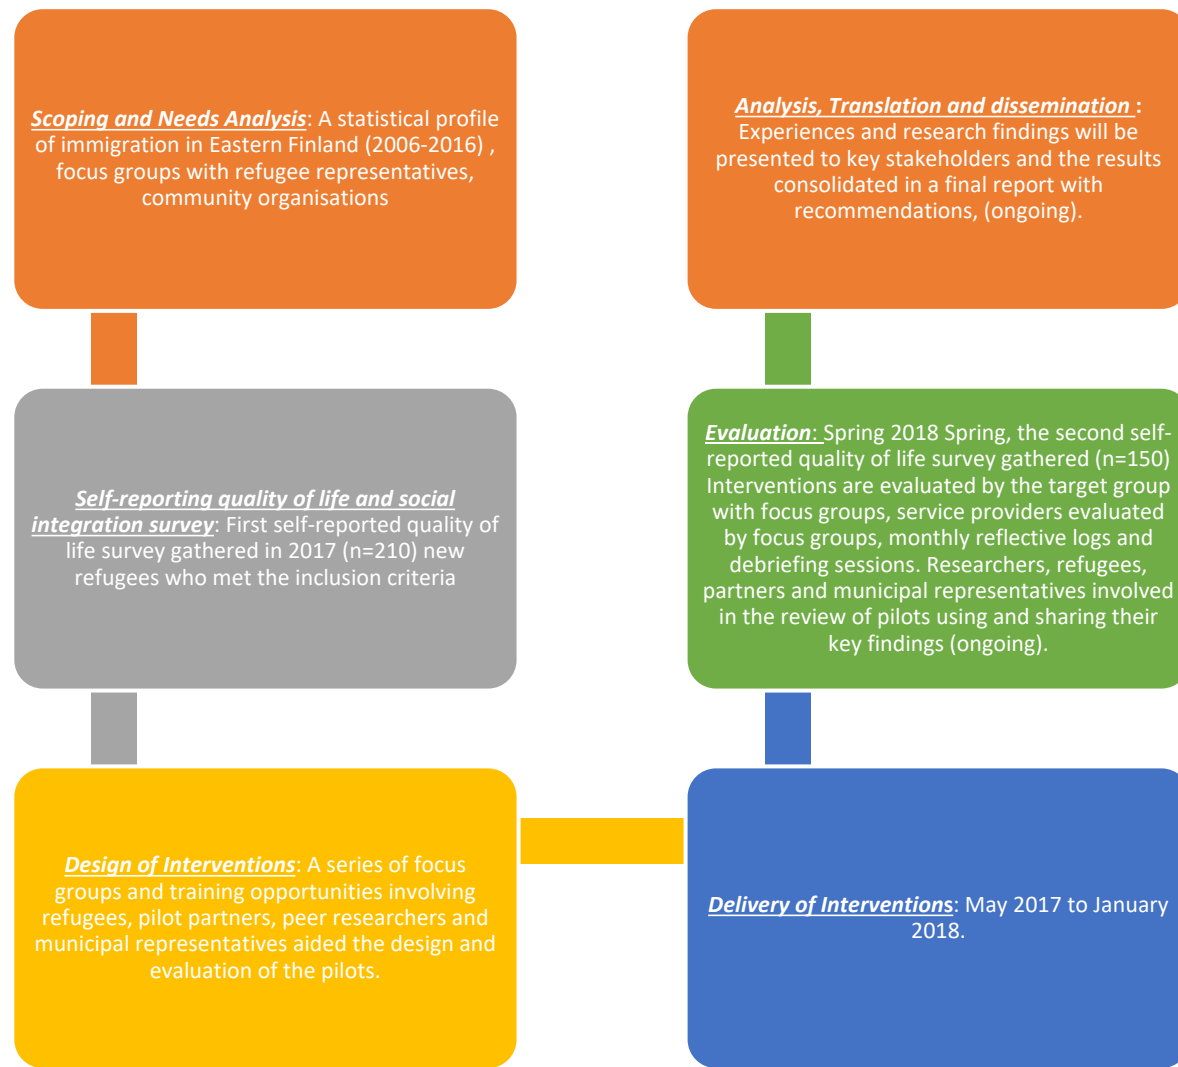 Scoping and Needs Analysis: A statistical profile
of immigration in Eastern Finland (2006-2016) ,
focus groups with refugee representatives,
community organisations
Self-reporting quality of life and social
integration survey: First self-reported quality of
life survey gathered in 2017 (n=210) new
refugees who met the inclusion criteria
Design of Interventions: A series of focus
groups and training opportunities involving
refugees, pilot partners, peer researchers and
municipal representatives aided the design and
evaluation of the pilots.
Delivery of Interventions: May 2017 to January
2018.
Evaluation: Spring 2018 Spring, the second self-
reported quality of life survey gathered (n=150)
Interventions are evaluated by the target group
with focus groups, service providers evaluated
by focus groups, monthly reflective logs and
debriefing sessions. Researchers, refugees,
partners and municipal representatives involved
in the review of pilots using and sharing their
key findings (ongoing).
Analysis, Translation and dissemination :
Experiences and research findings will be
presented to key stakeholders and the results
consolidated in a final report with
recommendations, (ongoing).